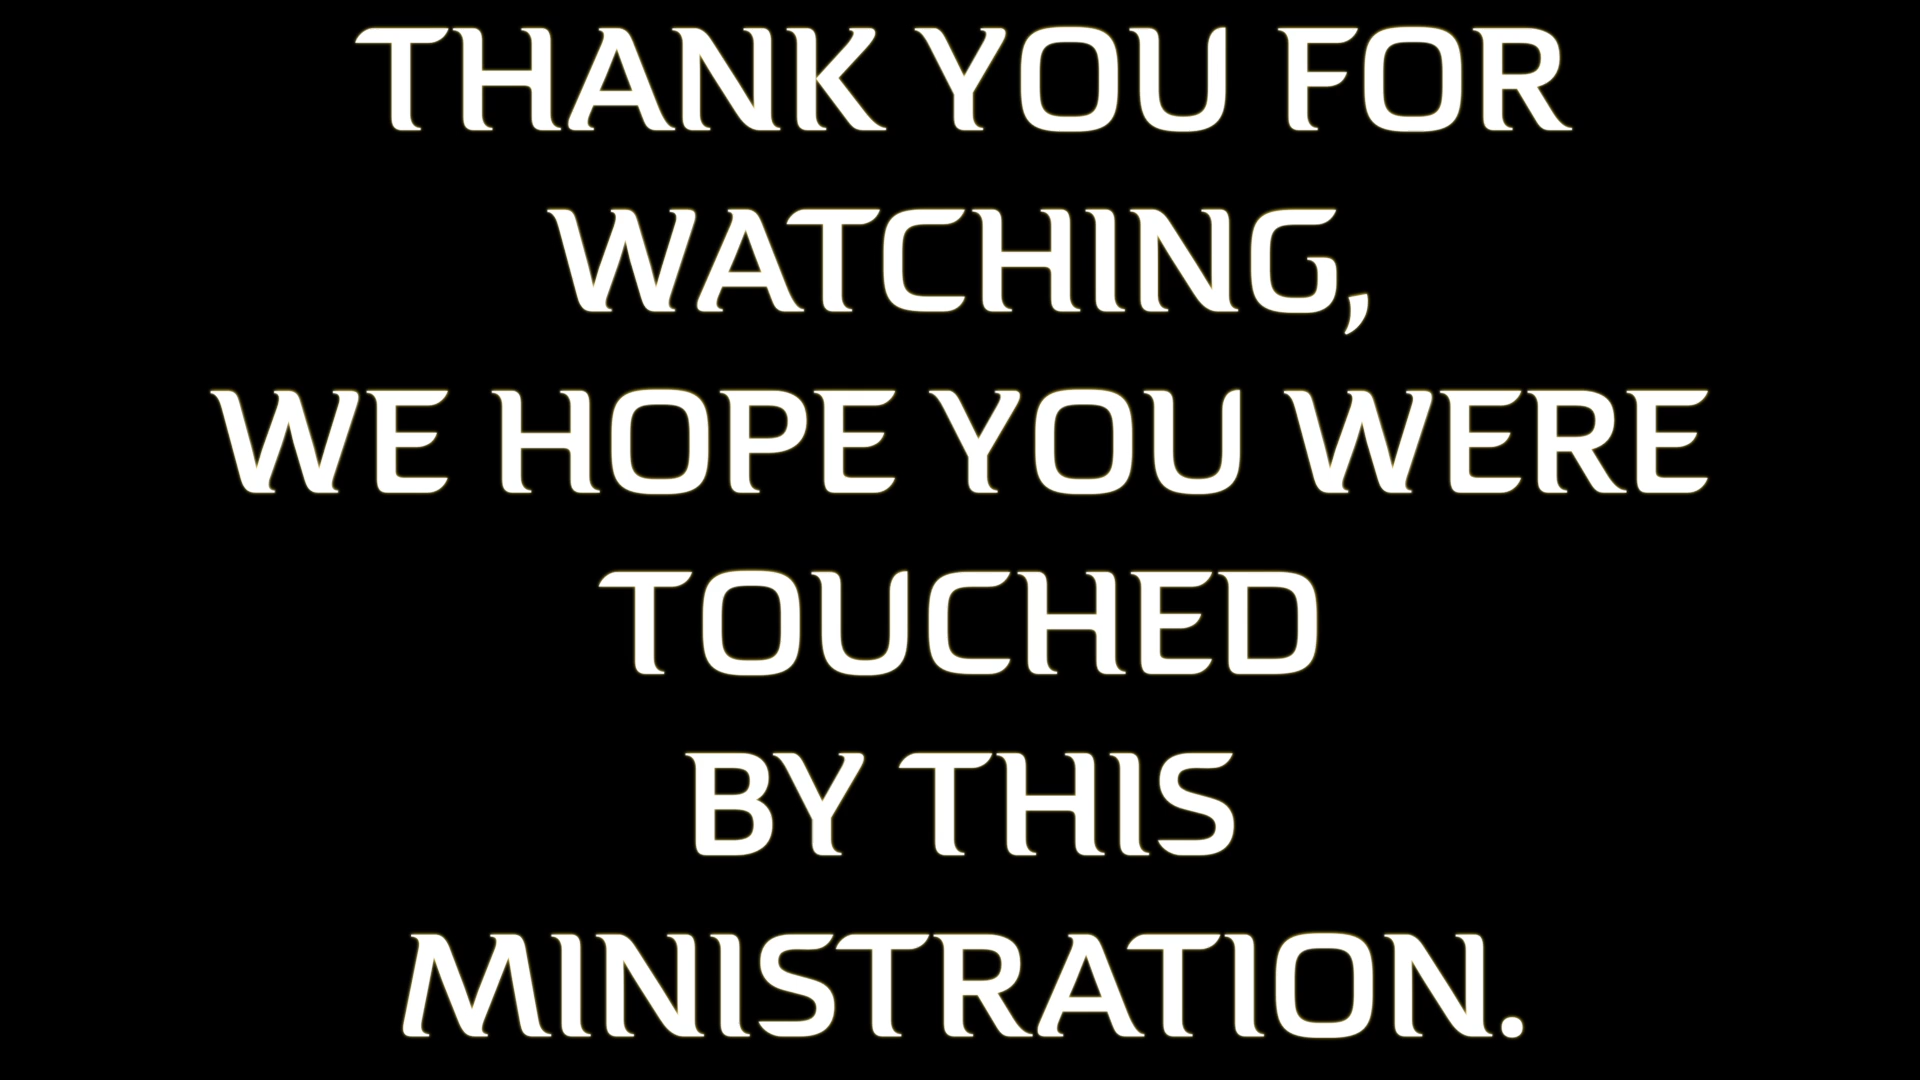 THANK YOU FOR
WATCHING,
WE HOPE YOU WERE
TOUCHED
BY THIS
MINISTRATION.